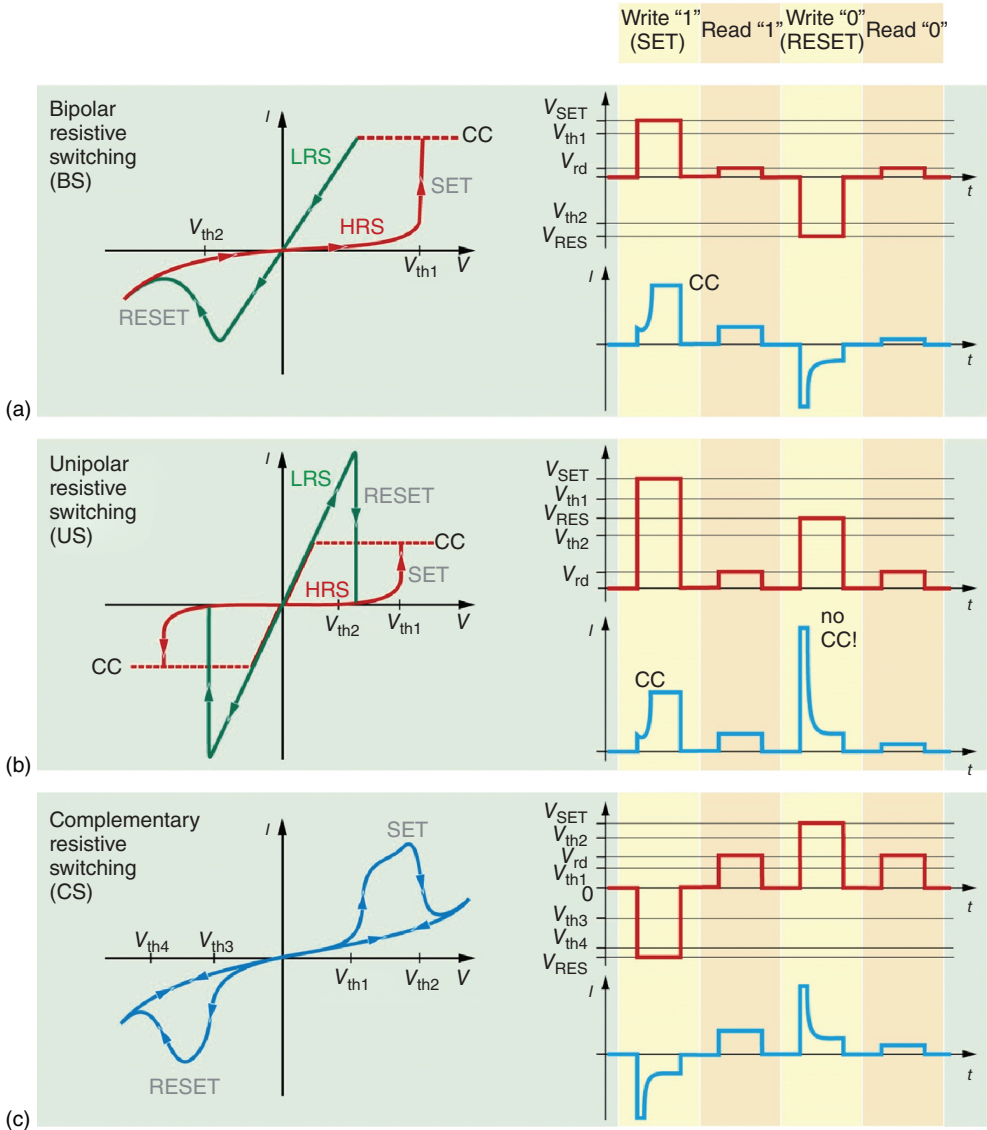 Write “1”
(SET)
Read “1”
Write “0”
(RESET)
Read “0”
Bipolar
resistive
switching
(BS)
I
CC
LRS
SET
HRS
Vth2
Vth1
V
RESET
VSET
Vth1
Vrd
t
Vth2
VRES
I
CC
t
(a)
Unipolar
resistive
switching
(US)
I
LRS
RESET
CC
HRS
SET
Vth2
Vth1
V
CC
VSET
Vth1
VRES
Vth2
Vrd
t
I
no
CC!
CC
t
(b)
Complementary
resistive
switching
(CS)
I
SET
Vth4
Vth3
Vth1
Vth2
V
RESET
VSET
Vth2
Vrd
Vth1
0
t
Vth3
Vth4
VRES
I
t
(c)